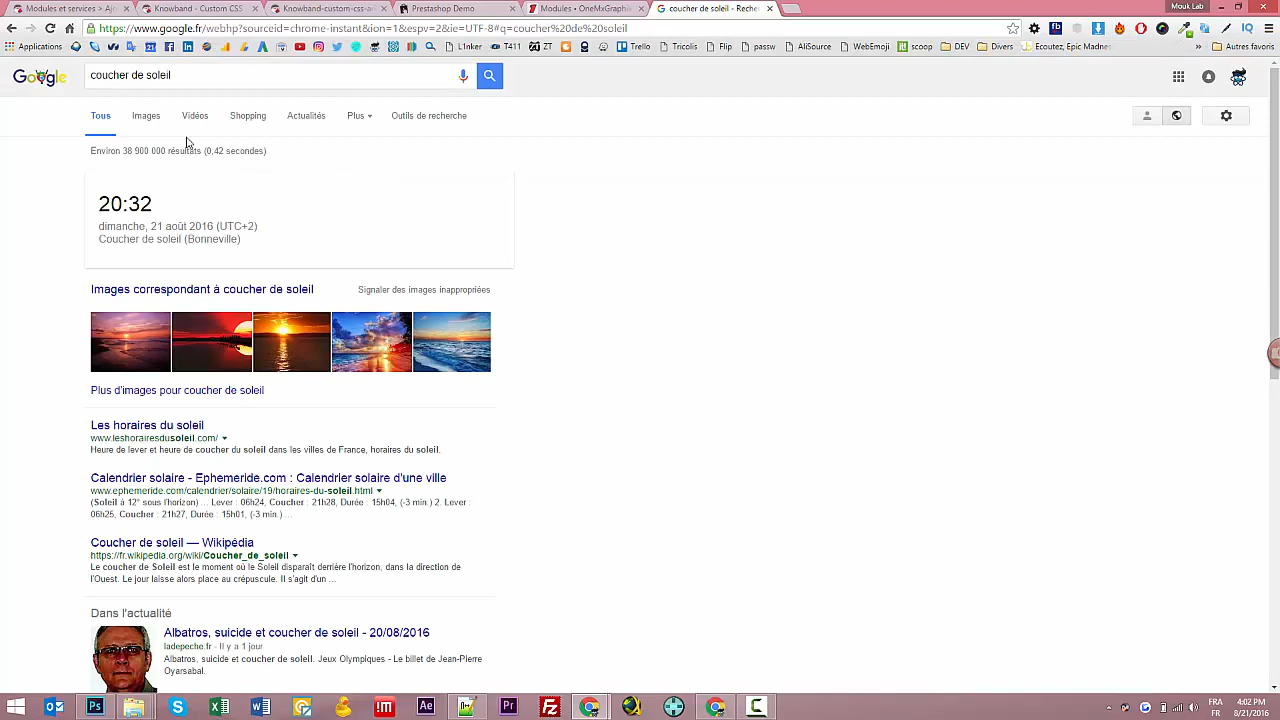 Modules et services > Ajo
Knowband - Custom CSS
Knowband-custom-css-an
Prestashop Demo
Modules • OneMxGraphi
coucher de soleil - Reche
Mouk Lab
https://www.google.fr/webhp?sourceid=chrome-instant&ion=1&espv=2&ie=UTF-8#q=coucher%20de%20soleil
Applications
L1nker
T411
ZT
Trello
Tricolis
Flip
passw
AliSource
WebEmoji
scoop
DEV
Divers
Ecoutez, Epic Madnes
Autres favoris
Google
coucher de soleil
Tous Images Vidéos Shopping Actualités Plus Outils de recherche
Environ 38 900 000 résultats (0,42 secondes)
20:32
dimanche, 21 août 2016 (UTC+2)
Coucher de soleil (Bonneville)
Images correspondant à coucher de soleil
Signaler des images inappropriées
Plus d'images pour coucher de soleil
Les horaires du soleil
www.leshorairesdusoleil.com/
Heure de lever et heure de coucher du soleil dans les villes de France, horaires du soleil.
Calendrier solaire - Ephemeride.com : Calendrier solaire d'une ville
www.ephemeride.com/calendrier/solaire/19/horaires-du-soleil.html
(Soleil à 12° sous l'horizon) ... Lever : 06h24, Coucher : 21h28, Durée : 15h04, (-3 min.) 2. Lever :
06h25, Coucher : 21h27, Durée : 15h01, (-3 min.) ...
Coucher de soleil — Wikipédia
https://fr.wikipedia.org/wiki/Coucher_de_soleil
Le coucher de Soleil est le moment où le Soleil disparaît derrière l'horizon, dans la direction de
l'Ouest. Le jour laisse alors place au crépuscule. Il s'agit d'un ...
Dans l'actualité
Albatros, suicide et coucher de soleil - 20/08/2016
ladepeche.fr - Il y a 1 jour
Albatros, suicide et coucher de soleil. Jeux Olympiques - Le billet de Jean-Pierre
Oyarsabal.
FRA
FR
4:02 PM
8/21/2016